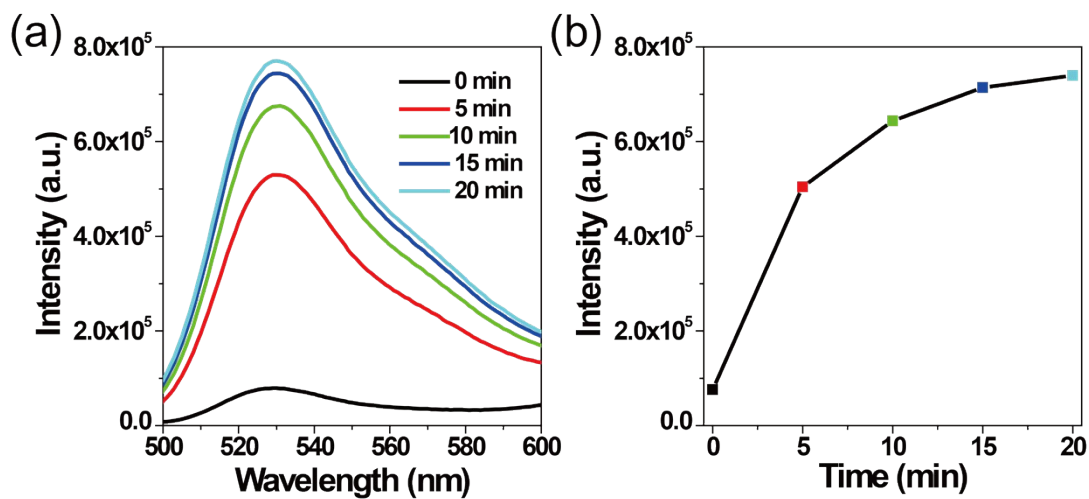 (a)
8.0x10⁵
6.0x10⁵
4.0x10⁵
2.0x10⁵
0.0
Intensity (a.u.)
0 min
5 min
10 min
15 min
20 min
500 520 540 560 580 600
Wavelength (nm)
(b)
8.0x10⁵
6.0x10⁵
4.0x10⁵
2.0x10⁵
0.0
Intensity (a.u.)
0 5 10 15 20
Time (min)